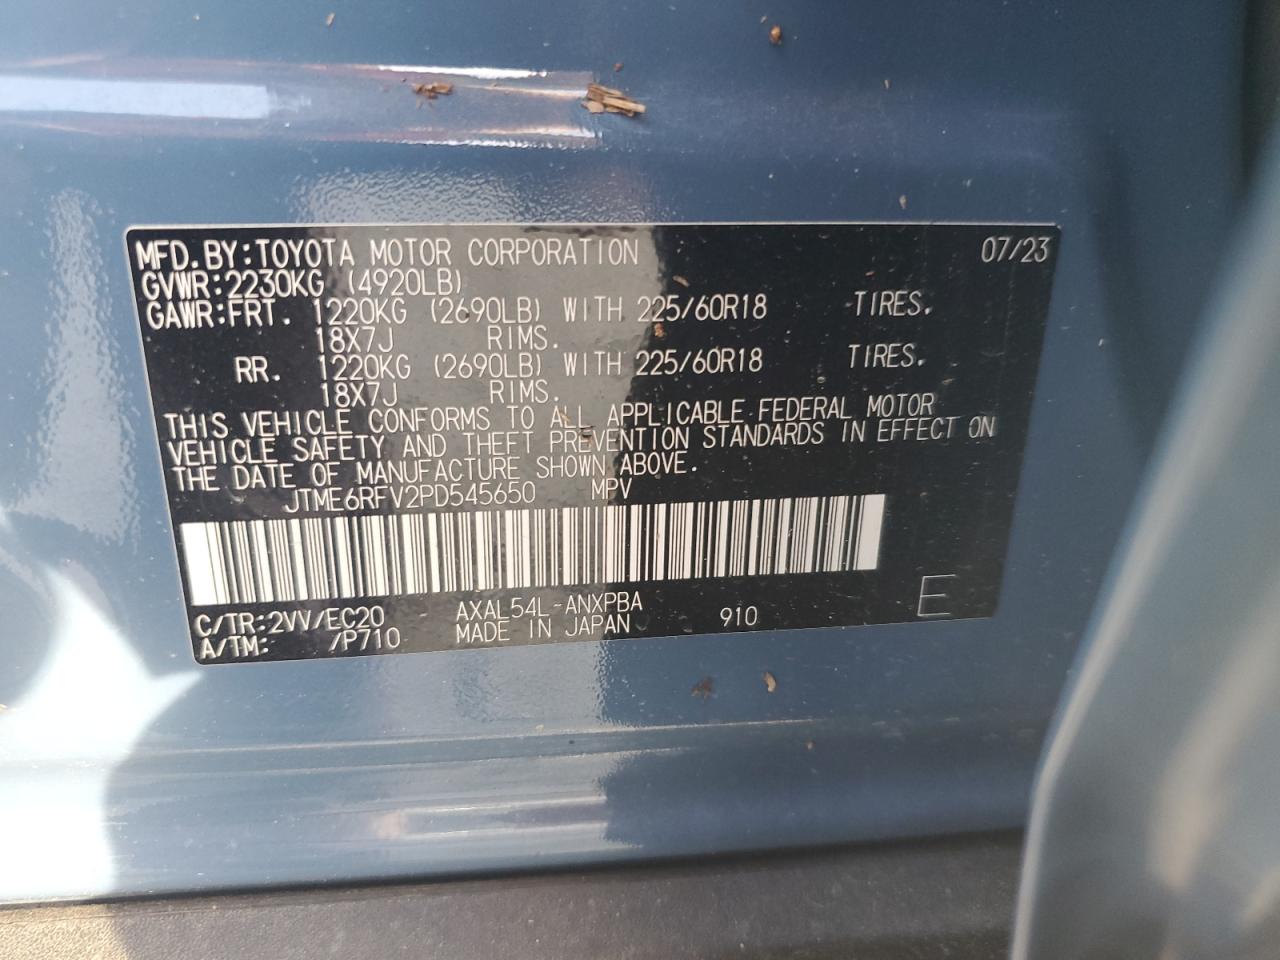 MFD.BY:TOYOTA MOTOR CORPORATION 07/23
GVWR:2230KG (4920LB)
GAWR:FRT. 1220KG (2690LB) WITH 225/60R18 TIRES.
18X7J RIMS.
RR. 1220KG (2690LB) WITH 225/60R18 TIRES.
18X7J RIMS.
THIS VEHICLE CONFORMS TO ALL APPLICABLE FEDERAL MOTOR
VEHICLE SAFETY AND THEFT PREVENTION STANDARDS IN EFFECT ON
THE DATE OF MANUFACTURE SHOWN ABOVE.
JTME6RFV2PD545650 MPV
C/TR:2VV/EC20 AXAL54L-ANXPBA 910 E
A/TM: /P710 MADE IN JAPAN